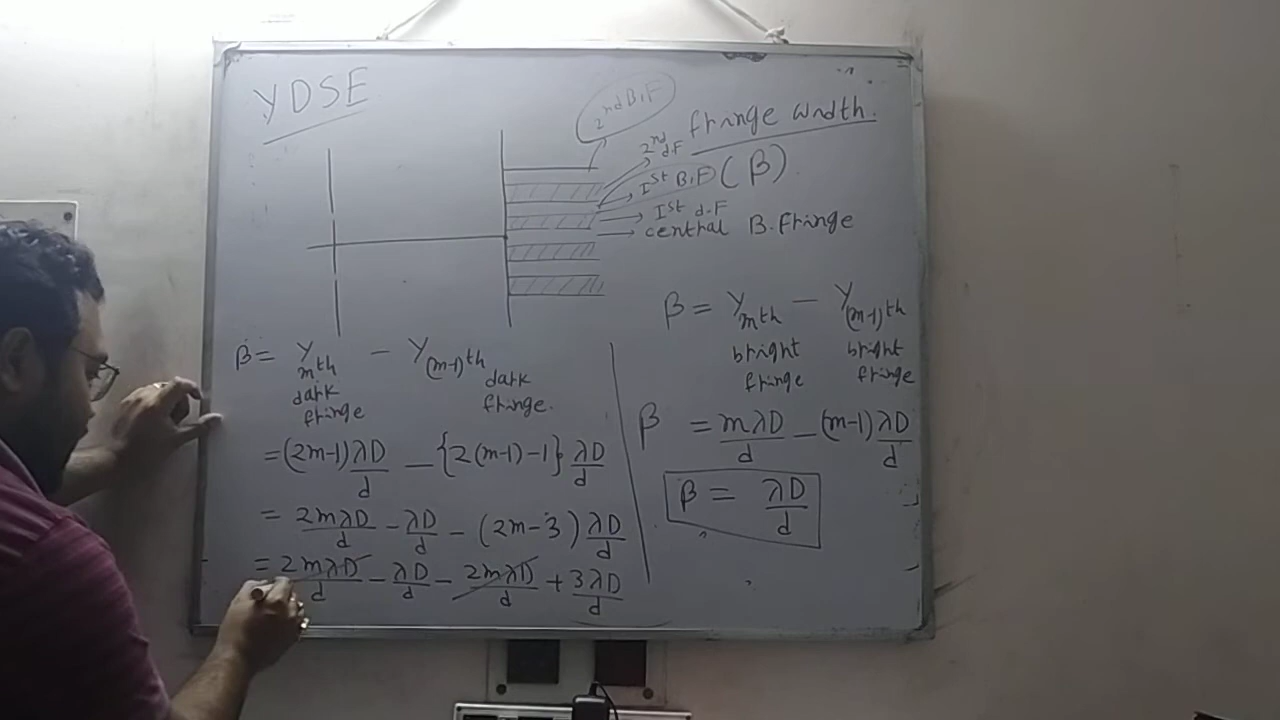 YDSE
2nd B.F
fringe width.
2nd d.F
(β)
Ist B.F
Ist d.F
central B. fringe
β = Y mth dark fringe − Y (m-1)th dark fringe.
= (2m-1) λD/d − {2(m-1)-1} λD/d
= 2mλD/d − λD/d − (2m-3) λD/d
= 2mλD/d − λD/d − 2mλD/d + 3λD/d
β = Y mth bright fringe − Y (m-1)th bright fringe
β = mλD/d − (m-1) λD/d
β = λD/d